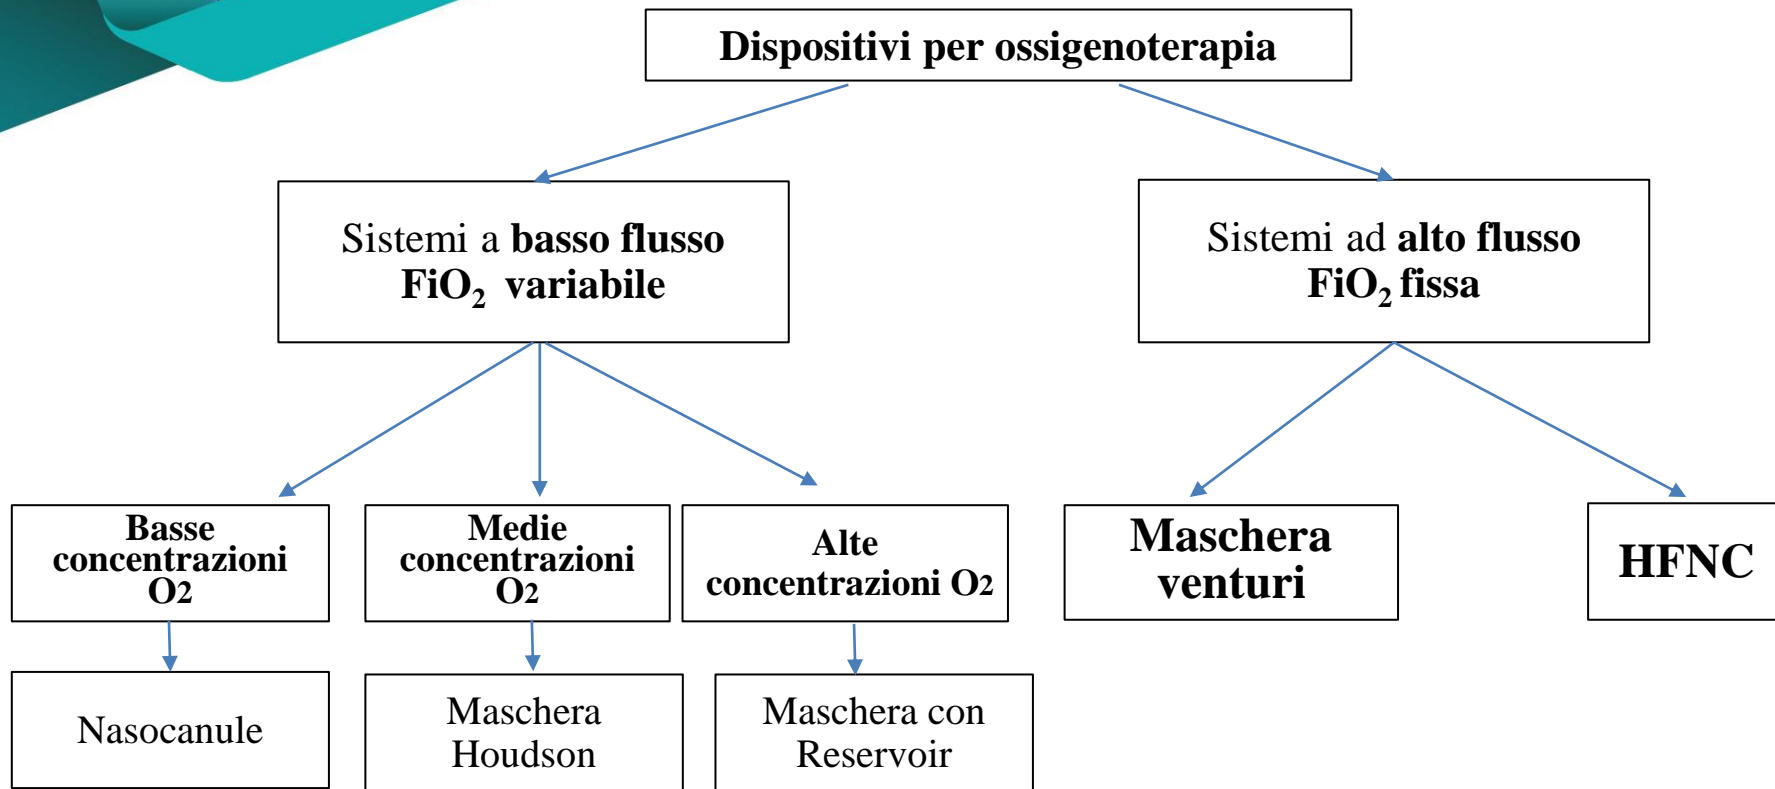 Dispositivi per ossigenoterapia
Sistemi a basso flusso
FiO₂ variabile
Sistemi ad alto flusso
FiO₂ fissa
Basse
concentrazioni
O2
Medie
concentrazioni
O2
Alte
concentrazioni O2
Maschera
venturi
HFNC
Nasocanule
Maschera
Houdson
Maschera con
Reservoir